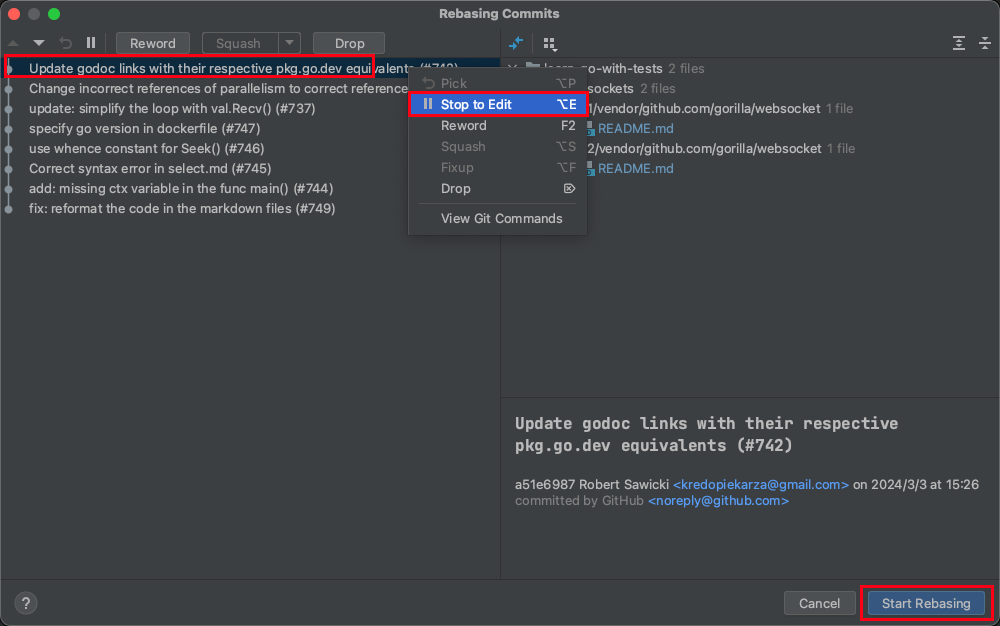 Rebasing Commits
Reword Squash Drop
Update godoc links with their respective pkg.go.dev equivalents (#742)
Change incorrect references of parallelism to correct reference
update: simplify the loop with val.Recv() (#737)
specify go version in dockerfile (#747)
use whence constant for Seek() (#746)
Correct syntax error in select.md (#745)
add: missing ctx variable in the func main() (#744)
fix: reformat the code in the markdown files (#749)
Pick ⌥P
Stop to Edit ⌥E
Reword F2
Squash ⌥S
Fixup ⌥F
Drop ⌦
View Git Commands
learn-go-with-tests 2 files
sockets 2 files
1/vendor/github.com/gorilla/websocket 1 file
README.md
2/vendor/github.com/gorilla/websocket 1 file
README.md
Update godoc links with their respective
pkg.go.dev equivalents (#742)
a51e6987 Robert Sawicki <kredopiekarza@gmail.com> on 2024/3/3 at 15:26
committed by GitHub <noreply@github.com>
?
Cancel Start Rebasing